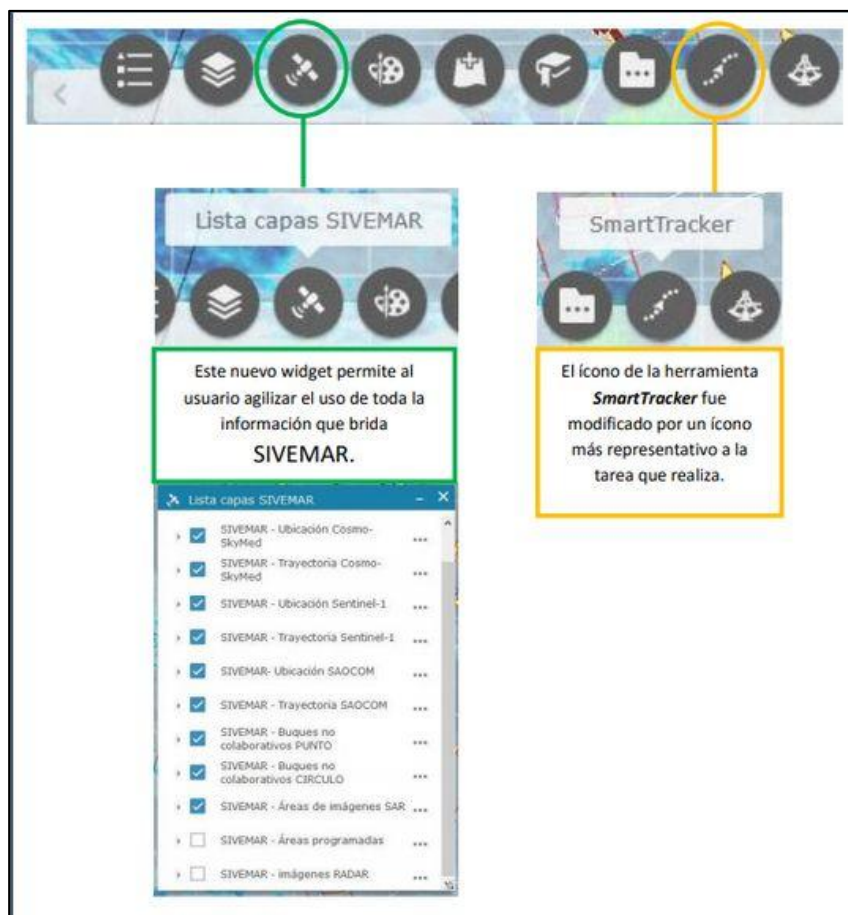 Lista capas SIVEMAR
SmartTracker
Este nuevo widget permite al
usuario agilizar el uso de toda la
información que brida
SIVEMAR.
El ícono de la herramienta
SmartTracker fue
modificado por un ícono
más representativo a la
tarea que realiza.
Lista capas SIVEMAR
SIVEMAR - Ubicación Cosmo-
SkyMed
SIVEMAR - Trayectoria Cosmo-
SkyMed
SIVEMAR - Ubicación Sentinel-1
SIVEMAR - Trayectoria Sentinel-1
SIVEMAR- Ubicación SAOCOM
SIVEMAR - Trayectoria SAOCOM
SIVEMAR - Buques no
colaborativos PUNTO
SIVEMAR - Buques no
colaborativos CIRCULO
SIVEMAR - Áreas de imágenes SAR
SIVEMAR - Áreas programadas
SIVEMAR - imágenes RADAR